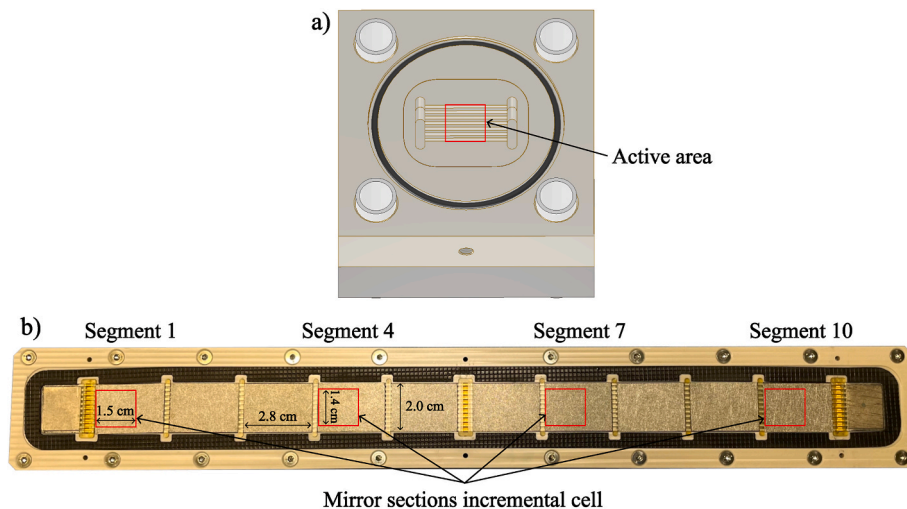 a)
Active area
b)
Segment 1
Segment 4
Segment 7
Segment 10
1.5 cm
2.8 cm
1.4 cm
2.0 cm
Mirror sections incremental cell